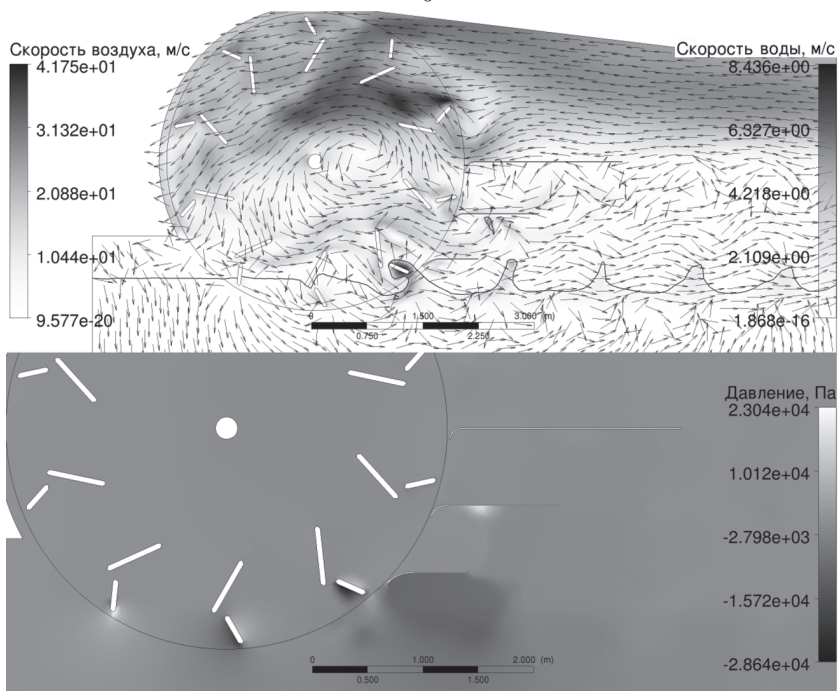 Скорость воздуха, м/с
4.175e+01
3.132e+01
2.088e+01
1.044e+01
9.577e-20
Скорость воды, м/с
8.436e+00
6.327e+00
4.218e+00
2.109e+00
1.868e-16
0 1.500 3.000 (m)
0.750 2.250
Давление, Па
2.304e+04
1.012e+04
-2.798e+03
-1.572e+04
-2.864e+04
0 1.000 2.000 (m)
0.500 1.500